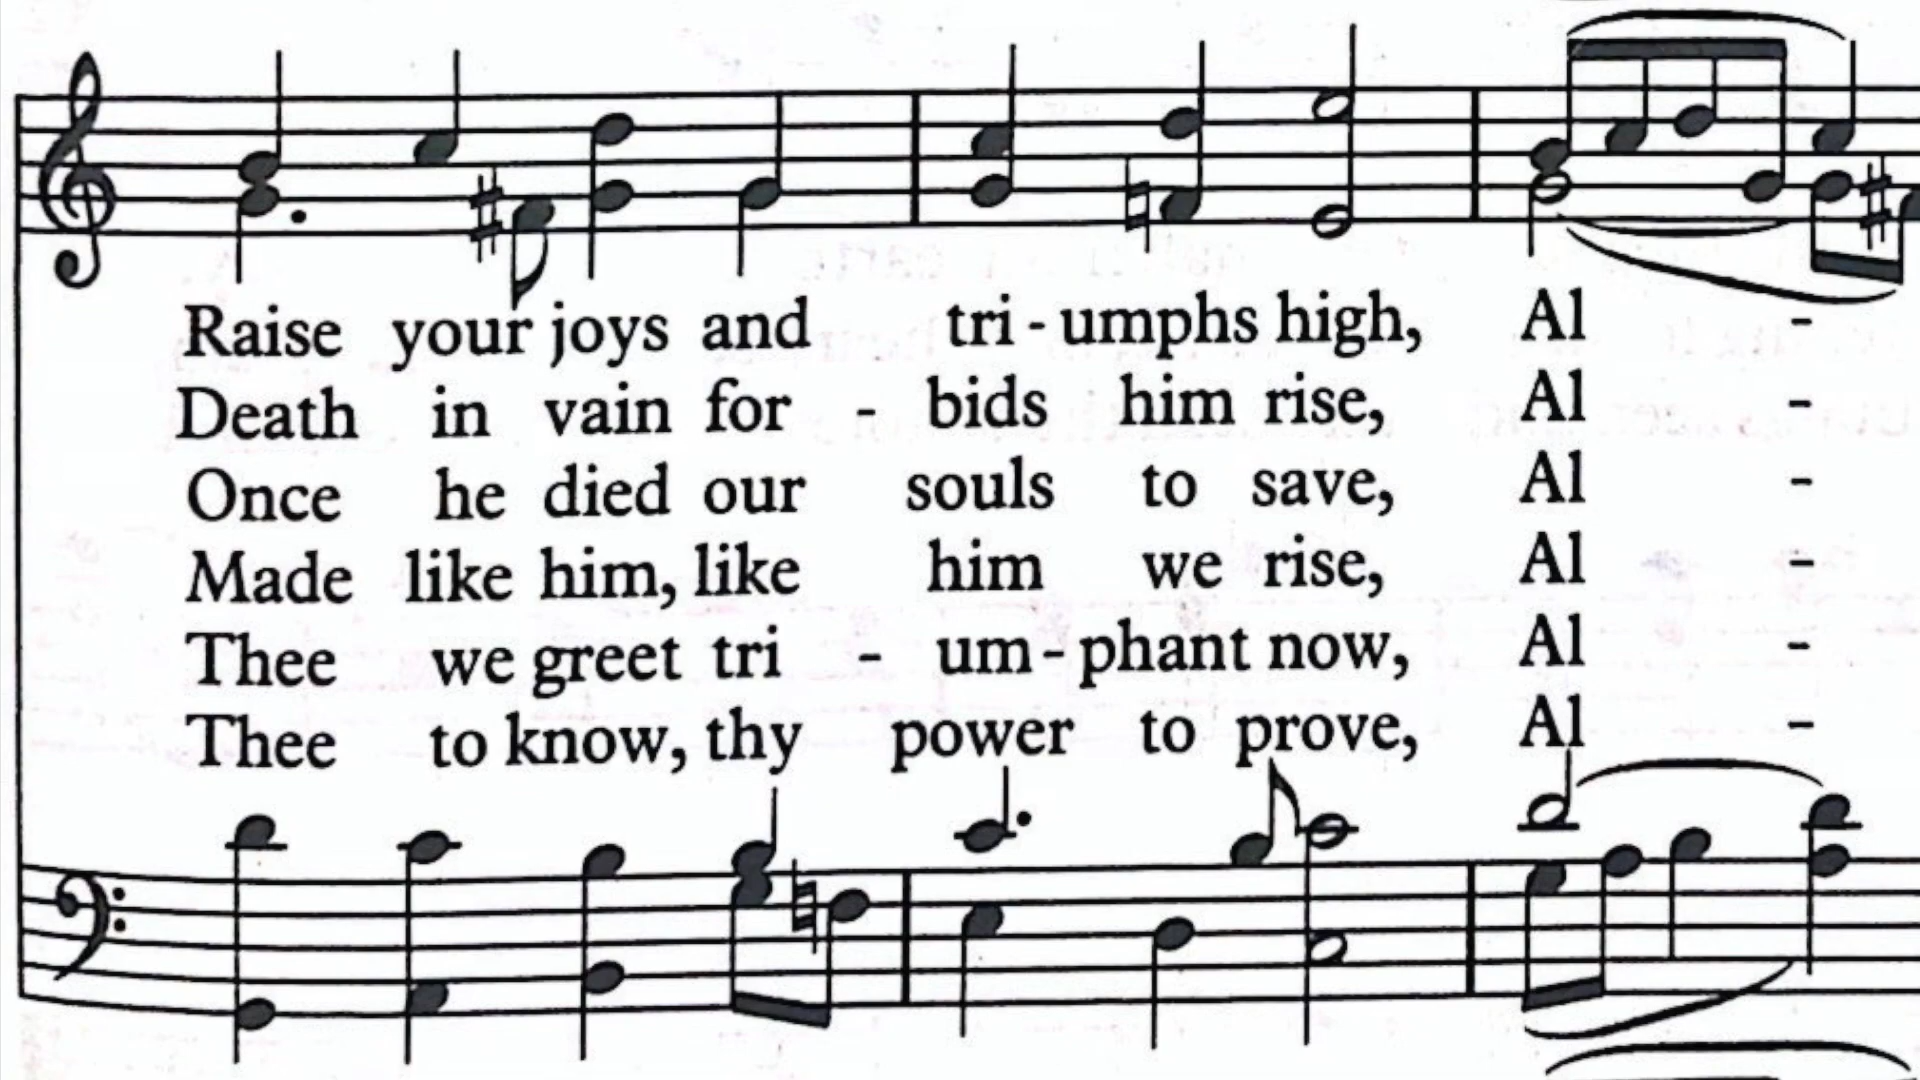 Raise your joys and tri - umphs high, Al -
Death in vain for - bids him rise, Al -
Once he died our souls to save, Al -
Made like him, like him we rise, Al -
Thee we greet tri - um - phant now, Al -
Thee to know, thy power to prove, Al -